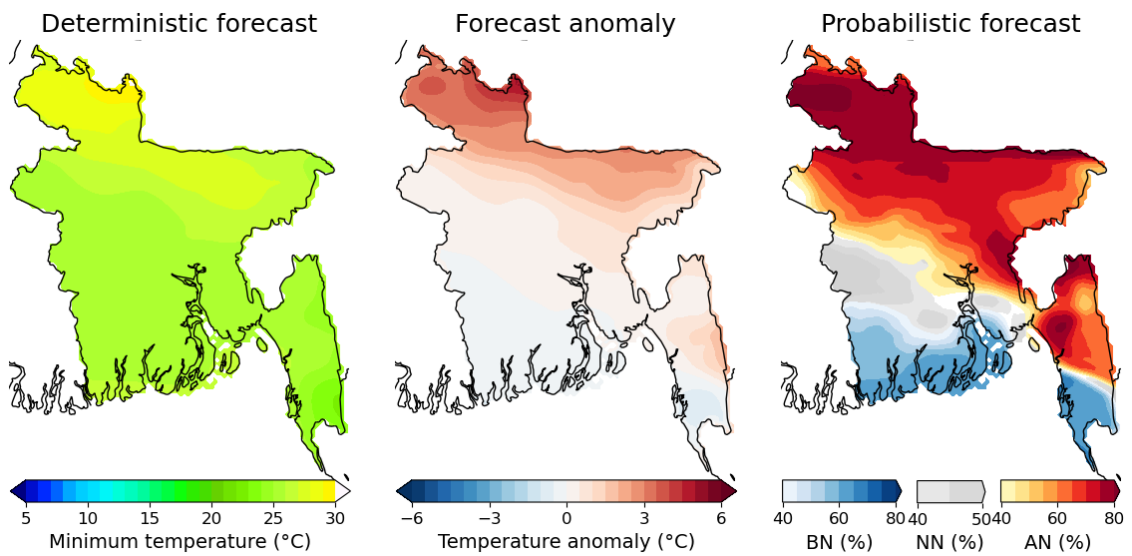 Deterministic forecast
Forecast anomaly
Probabilistic forecast
5 10 15 20 25 30
Minimum temperature (°C)
−6 −3 0 3 6
Temperature anomaly (°C)
40 60 80
BN (%)
40 50
NN (%)
40 60 80
AN (%)